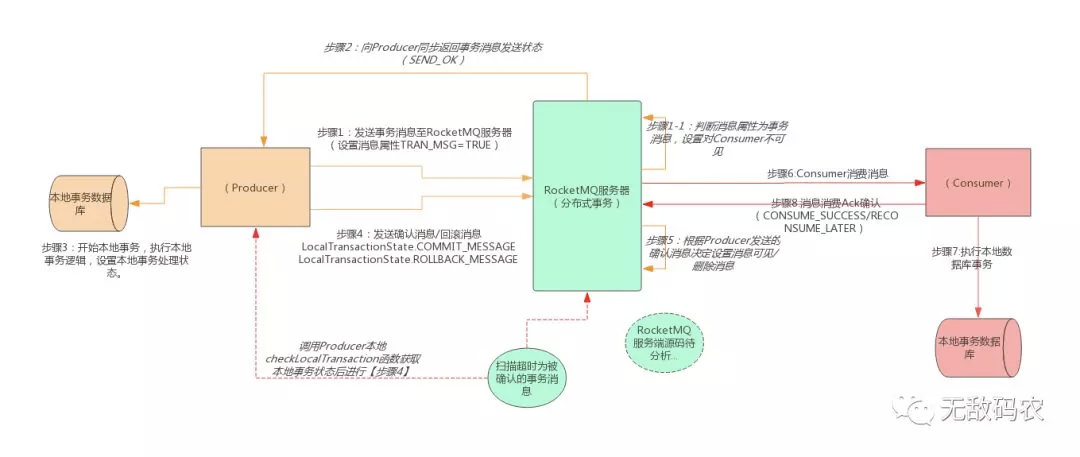 步骤2：向Producer同步返回事务消息发送状态
（SEND_OK）
步骤1：发送事务消息至RocketMQ服务器
（设置消息属性TRAN_MSG=TRUE）
步骤1-1：判断消息属性为事务
消息，设置对Consumer不可
见
本地事务数据
库
（Producer）
RocketMQ服务器
（分布式事务）
步骤6.Consumer消费消息
（Consumer）
步骤8.消息消费Ack确认
（CONSUME_SUCCESS/RECO
NSUME_LATER）
步骤3：开始本地事务，执行本地
事务逻辑，设置本地事务处理状
态。
步骤4：发送确认消息/回滚消息
LocalTransactionState.COMMIT_MESSAGE
LocalTransactionState.ROLLBACK_MESSAGE
步骤5：根据Producer发送的
确认消息决定设置消息可见/
删除消息
步骤7.执行本地数
据库事务
RocketMQ
服务端源码待
分析...
调用Producer本地
checkLocalTransaction函数获取
本地事务状态后进行【步骤4】
扫描超时为被
确认的事务消
息
本地事务数据
库
无敌码农